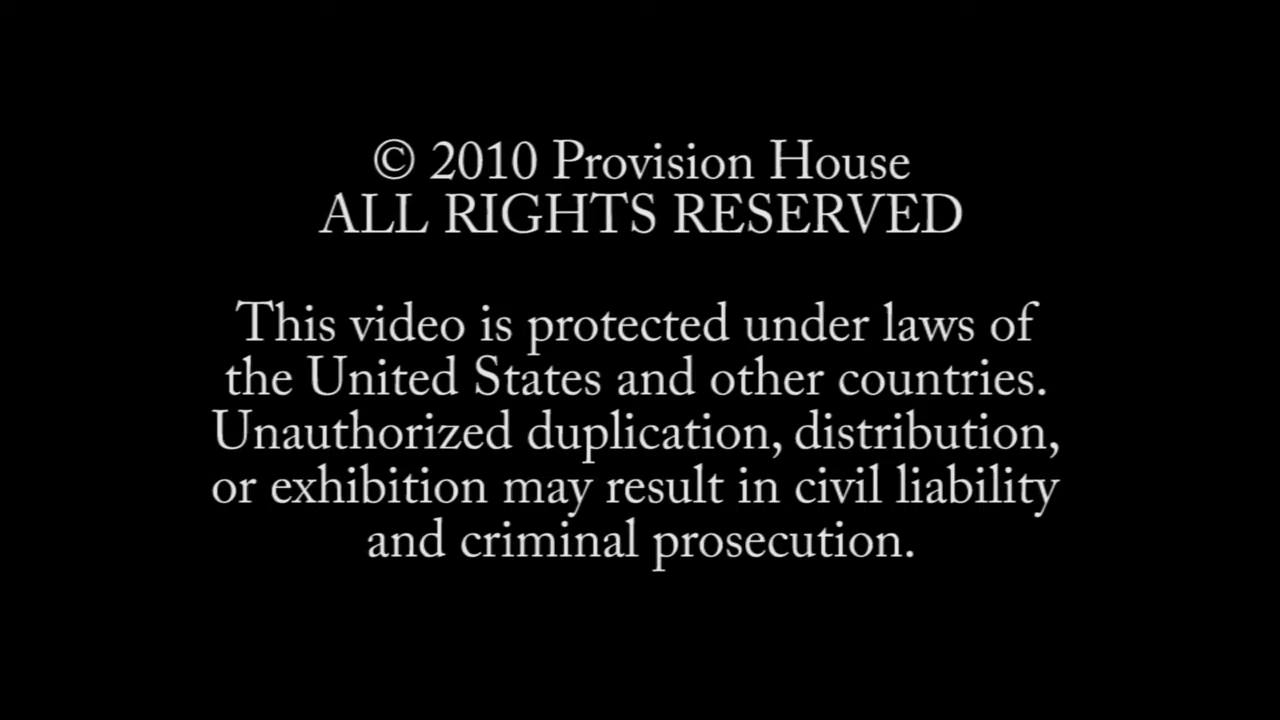 © 2010 Provision House
ALL RIGHTS RESERVED
This video is protected under laws of
the United States and other countries.
Unauthorized duplication, distribution,
or exhibition may result in civil liability
and criminal prosecution.